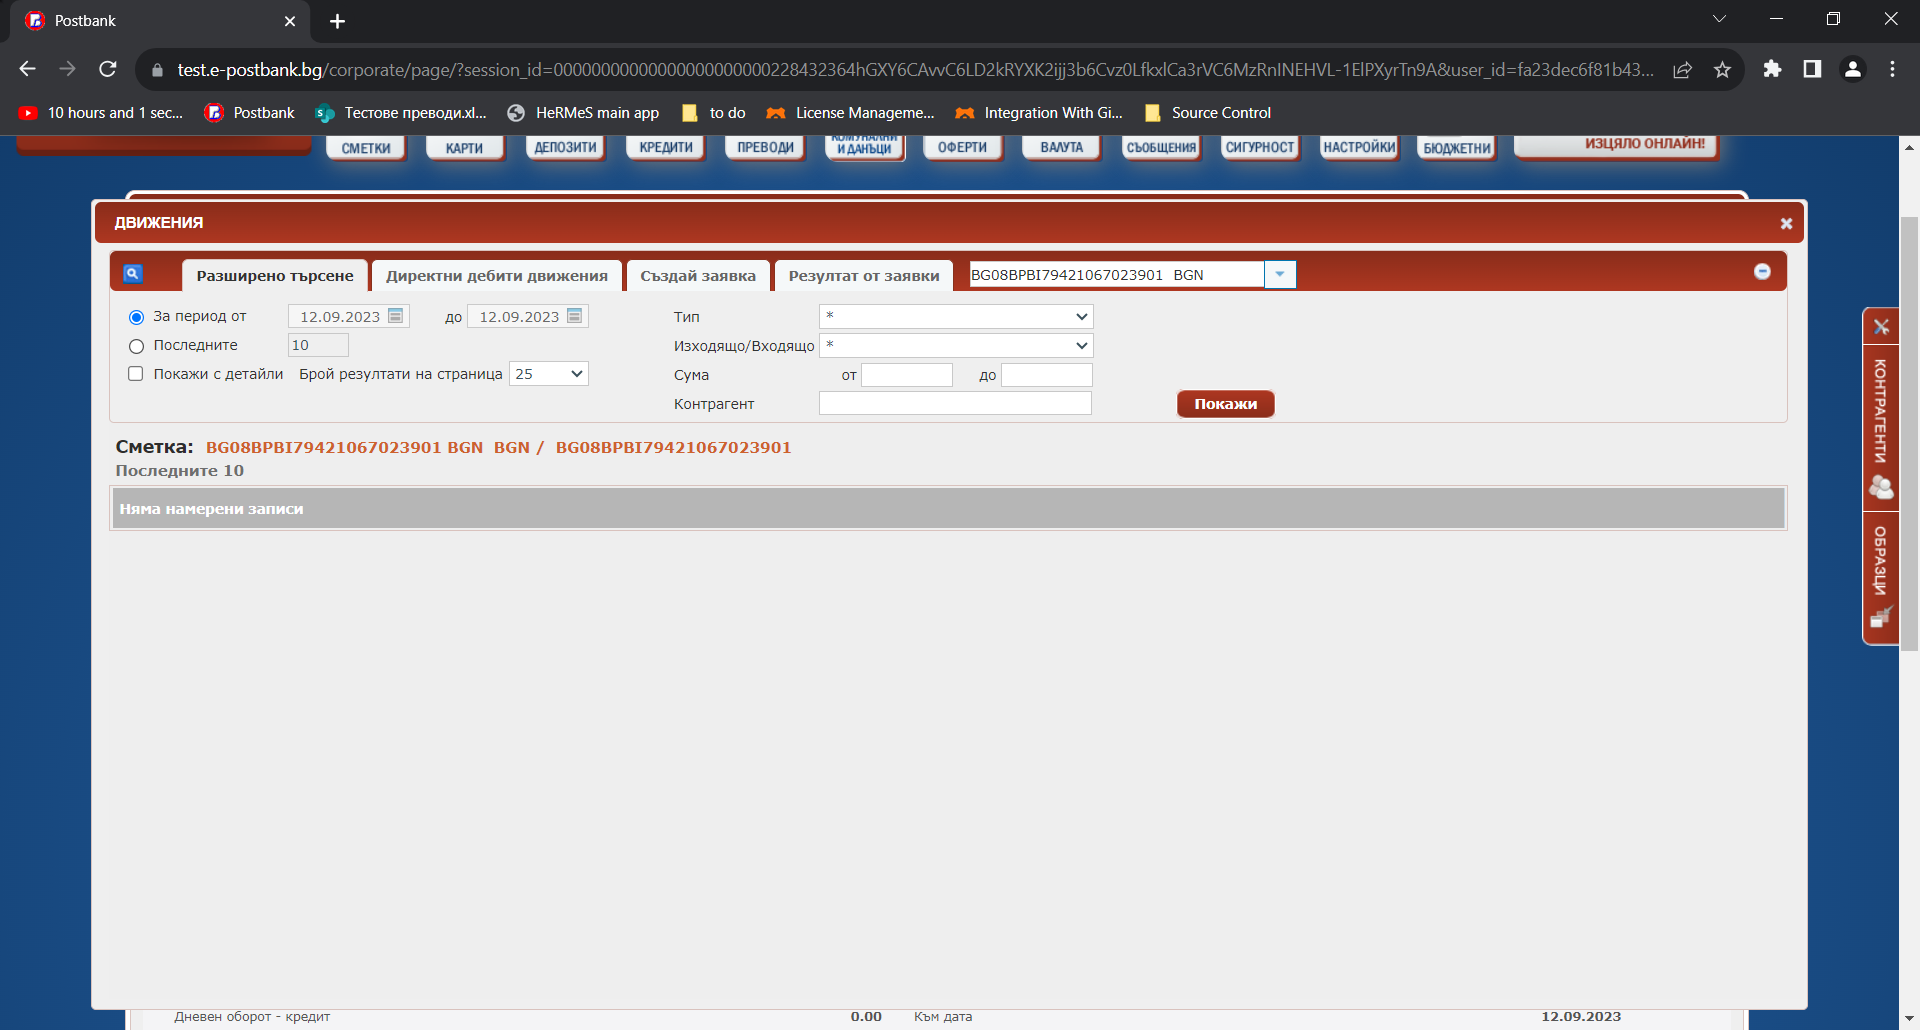 Postbank
test.e-postbank.bg/corporate/page/?session_id=00000000000000000000000228432364hGXY6CAvvC6LD2kRYXK2ijj3b6Cvz0LfkxlCa3rVC6MzRnINEHVL-1ElPXyrTn9A&user_id=fa23dec6f81b43...
10 hours and 1 sec... Postbank Тестове преводи.xl... HeRMeS main app to do License Manageme... Integration With Gi... Source Control
СМЕТКИ КАРТИ ДЕПОЗИТИ КРЕДИТИ ПРЕВОДИ КОМУНАЛНИ И ДАНЪЦИ ОФЕРТИ ВАЛУТА СЪОБЩЕНИЯ СИГУРНОСТ НАСТРОЙКИ БЮДЖЕТНИ ИЗЦЯЛО ОНЛАЙН!
ДВИЖЕНИЯ
Разширено търсене Директни дебити движения Създай заявка Резултат от заявки BG08BPBI79421067023901 BGN
За период от 12.09.2023 до 12.09.2023 Тип *
Последните 10 Изходящо/Входящо *
Покажи с детайли Брой резултати на страница 25 Сума от до
Контрагент Покажи
Сметка: BG08BPBI79421067023901 BGN BGN / BG08BPBI79421067023901
Последните 10
Няма намерени записи
КОНТРАГЕНТИ
ОБРАЗЦИ
Дневен оборот - кредит 0.00 Към дата 12.09.2023